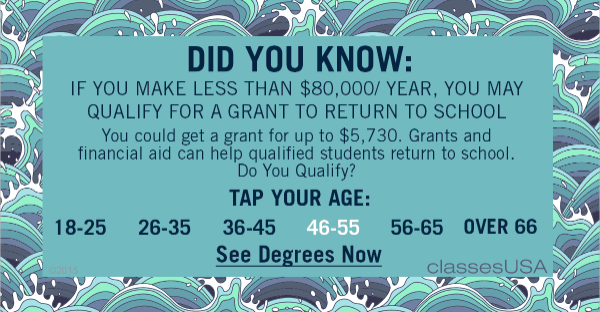 DID YOU KNOW:
IF YOU MAKE LESS THAN $80,000/ YEAR, YOU MAY
QUALIFY FOR A GRANT TO RETURN TO SCHOOL
You could get a grant for up to $5,730. Grants and
financial aid can help qualified students return to school.
Do You Qualify?
TAP YOUR AGE:
18-25 26-35 36-45 46-55 56-65 OVER 66
See Degrees Now
classesUSA